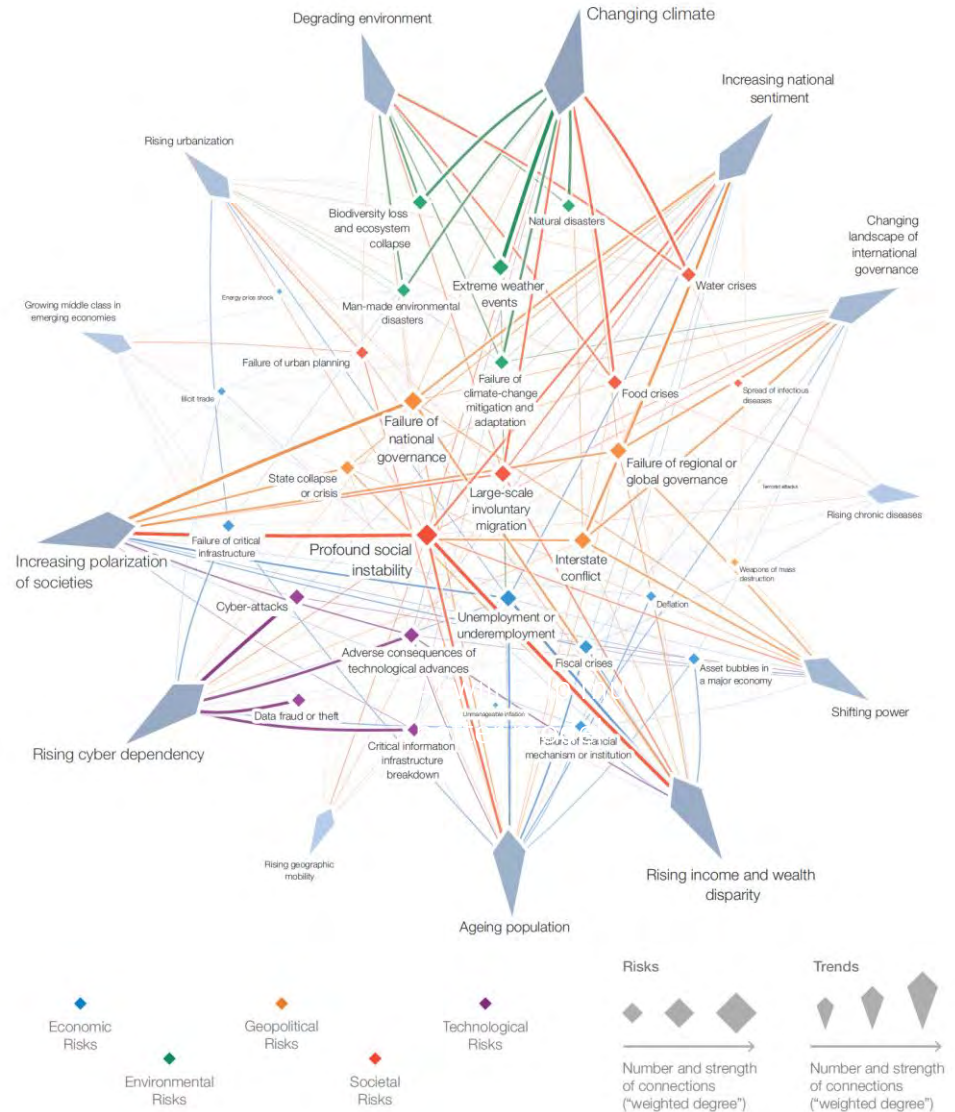 Degrading environment
Changing climate
Increasing national
sentiment
Rising urbanization
Changing
landscape of
international
governance
Biodiversity loss
and ecosystem
collapse
Natural disasters
Extreme weather
events
Water crises
Energy price shock
Man-made environmental
disasters
Growing middle class in
emerging economies
Failure of urban planning
Failure of
climate-change
mitigation and
adaptation
Food crises
Spread of infectious
diseases
Illicit trade
Failure of
national
governance
Failure of regional or
global governance
State collapse
or crisis
Large-scale
involuntary
migration
Terrorist attacks
Rising chronic diseases
Increasing polarization
of societies
Failure of critical
infrastructure
Profound social
instability
Interstate
conflict
Weapons of mass
destruction
Cyber-attacks
Unemployment or
underemployment
Deflation
Adverse consequences of
technological advances
Fiscal crises
Asset bubbles in
a major economy
Shifting power
Data fraud or theft
Unmanageable inflation
Rising cyber dependency
Critical information
infrastructure
breakdown
Failure of financial
mechanism or institution
Rising geographic
mobility
Rising income and wealth
disparity
Ageing population
Risks
Trends
Economic
Risks
Geopolitical
Risks
Technological
Risks
Environmental
Risks
Societal
Risks
Number and strength
of connections
("weighted degree")
Number and strength
of connections
("weighted degree")